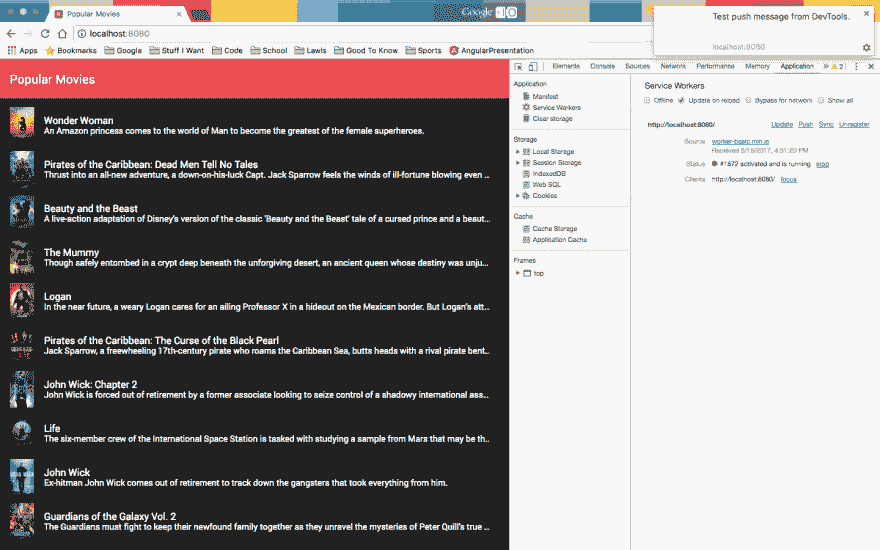 Popular Movies
Google I/O
Test push message from DevTools.
localhost:8080
localhost:8080
Apps Bookmarks Google Stuff I Want Code School Lawls Good To Know Sports AngularPresentation
Popular Movies
Wonder Woman
An Amazon princess comes to the world of Man to become the greatest of the female superheroes.
Pirates of the Caribbean: Dead Men Tell No Tales
Thrust into an all-new adventure, a down-on-his-luck Capt. Jack Sparrow feels the winds of ill-fortune blowing even ...
Beauty and the Beast
A live-action adaptation of Disney's version of the classic 'Beauty and the Beast' tale of a cursed prince and a beaut...
The Mummy
Though safely entombed in a crypt deep beneath the unforgiving desert, an ancient queen whose destiny was unju...
Logan
In the near future, a weary Logan cares for an ailing Professor X in a hideout on the Mexican border. But Logan's att...
Pirates of the Caribbean: The Curse of the Black Pearl
Jack Sparrow, a freewheeling 17th-century pirate who roams the Caribbean Sea, butts heads with a rival pirate bent...
John Wick: Chapter 2
John Wick is forced out of retirement by a former associate looking to seize control of a shadowy international ass...
Life
The six-member crew of the International Space Station is tasked with studying a sample from Mars that may be th...
John Wick
Ex-hitman John Wick comes out of retirement to track down the gangsters that took everything from him.
Guardians of the Galaxy Vol. 2
The Guardians must fight to keep their newfound family together as they unravel the mysteries of Peter Quill's true ...
Elements Console Sources Network Performance Memory Application » 2
Application
Manifest
Service Workers
Clear storage
Storage
Local Storage
Session Storage
IndexedDB
Web SQL
Cookies
Cache
Cache Storage
Application Cache
Frames
top
Service Workers
Offline Update on reload Bypass for network Show all
http://localhost:8080/ Update Push Sync Unregister
Source worker-basic.min.js
Received 5/15/2017, 4:51:20 PM
Status #1872 activated and is running stop
Clients http://localhost:8080/ focus